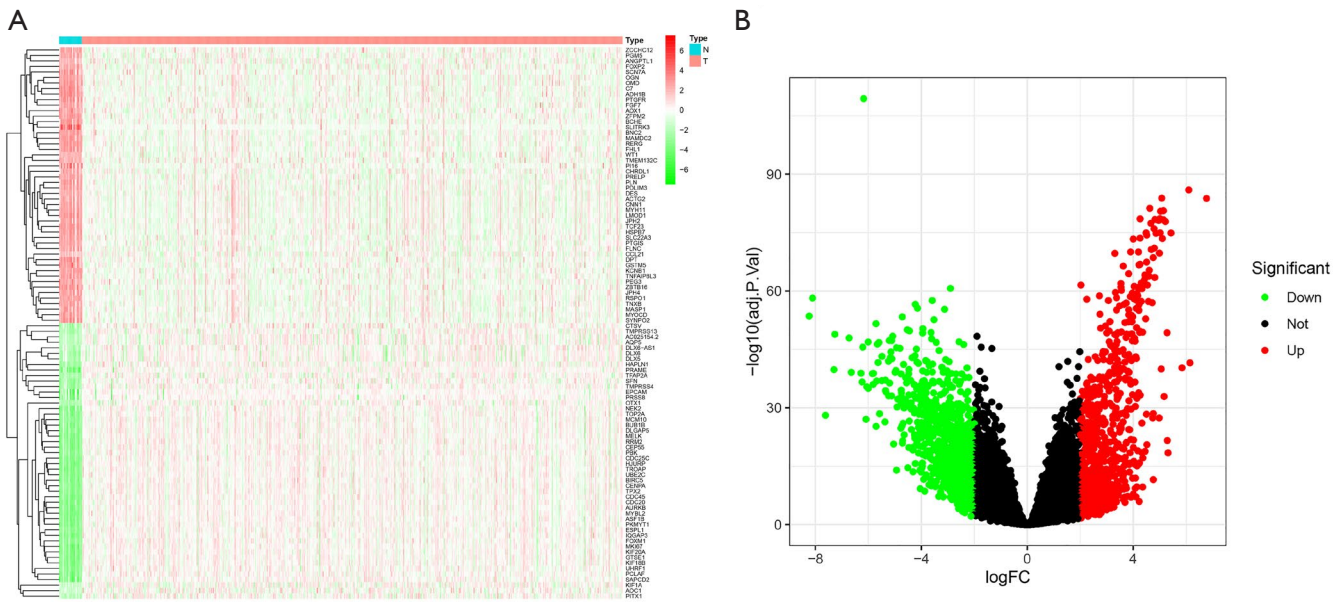 A
Type
ZCCHC12
PGM5
ANGPTL1
FOXP2
SCN7A
OGN
OMD
C7
ADH1B
PTGFR
FGF7
AOX1
ZFPM2
BCHE
SLITRK3
BNC2
MAMDC2
RERG
FHL1
WT1
TMEM132C
PI16
CHRDL1
PRELP
PLN
PDLIM3
DES
ACTG2
CNN1
MYH11
LMOD1
JPH2
TCF23
HSPB7
SLC22A3
PTGIS
FLNC
CCL21
DPT
GSTM5
KCNB1
TNFAIP8L3
PEG3
ZBTB16
JPH4
RSPO1
TNXB
MASP1
MYOCD
SYNPO2
CTSV
TMPRSS13
AC025154.2
AQP5
DLX6-AS1
DLX6
DLX5
HAPLN1
PRAME
TFAP2A
SFN
TMPRSS4
EPCAM
PRSS8
OTX1
NEK2
TOP2A
MCM10
BUB1B
DLGAP5
MELK
RRM2
CEP55
PBK
CDC25C
HJURP
TROAP
UBE2C
BIRC5
CENPA
TPX2
CDC45
CDC20
AURKB
MYBL2
ASF1B
PKMYT1
ESPL1
IQGAP3
FOXM1
MKI67
KIF20A
GTSE1
KIF18B
UHRF1
PCLAF
SAPCD2
KIF1A
ADC1
PITX1
6
4
2
0
−2
−4
−6
Type
N
T
B
−log10(adj.P.Val)
90
60
30
0
−8
−4
0
4
logFC
Significant
Down
Not
Up